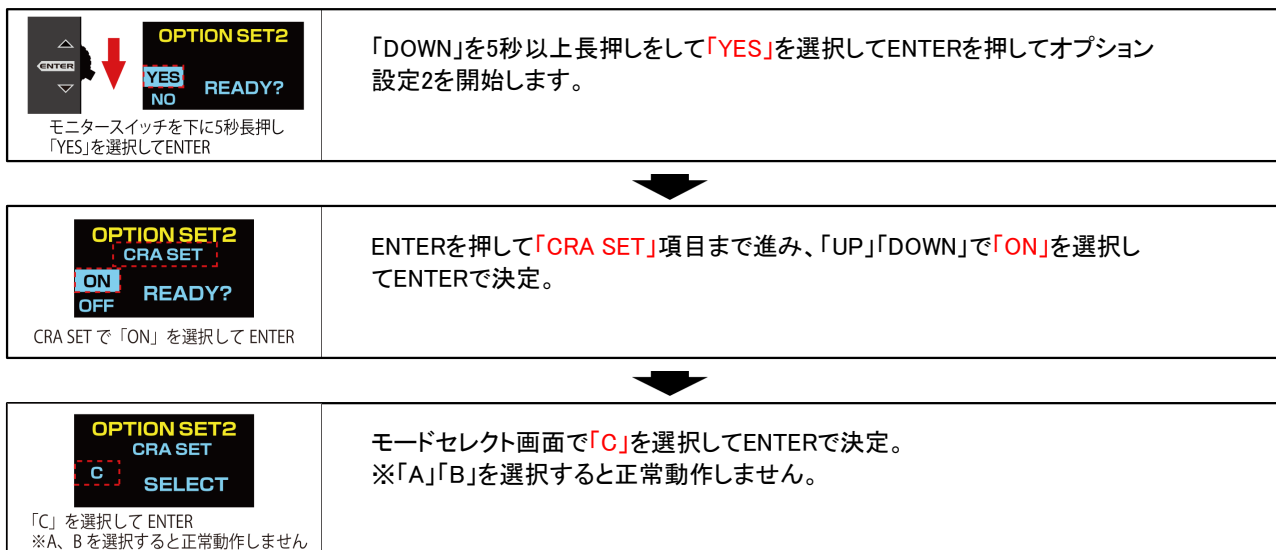 ENTER
OPTION SET2
YES
NO
READY?
モニタースイッチを下に5秒長押し
「YES」を選択してENTER
「DOWN」を5秒以上長押しをして「YES」を選択してENTERを押してオプション
設定2を開始します。
OPTION SET2
CRA SET
ON
OFF
READY?
CRA SET で「ON」を選択して ENTER
ENTERを押して「CRA SET」項目まで進み、「UP」「DOWN」で「ON」を選択し
てENTERで決定。
OPTION SET2
CRA SET
C
SELECT
「C」を選択して ENTER
※A、B を選択すると正常動作しません
モードセレクト画面で「C」を選択してENTERで決定。
※「A」「B」を選択すると正常動作しません。